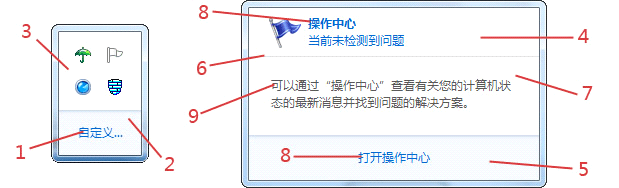 8
操作中心
当前未检测到问题
3
4
6
可以通过“操作中心”查看有关您的计算机状
态的最新消息并找到问题的解决方案。
7
9
自定义...
1
2
8
打开操作中心
5